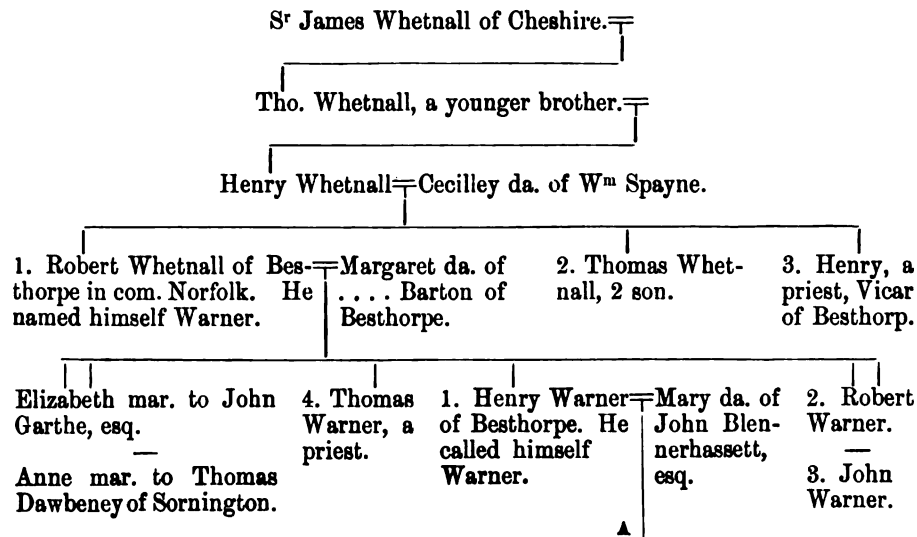 Sʳ James Whetnall of Cheshire.
Tho. Whetnall, a younger brother.
Henry Whetnall=Cecilley da. of Wᵐ Spayne.
1. Robert Whetnall of Bes-
thorpe in com. Norfolk. He
named himself Warner.
Margaret da. of
.... Barton of
Besthorpe.
2. Thomas Whet-
nall, 2 son.
3. Henry, a
priest, Vicar
of Besthorp.
Elizabeth mar. to John
Garthe, esq.
—
Anne mar. to Thomas
Dawbeney of Sornington.
4. Thomas
Warner, a
priest.
1. Henry Warner
of Besthorpe. He
called himself
Warner.
Mary da. of
John Blen-
nerhassett,
esq.
2. Robert
Warner.
—
3. John
Warner.
A